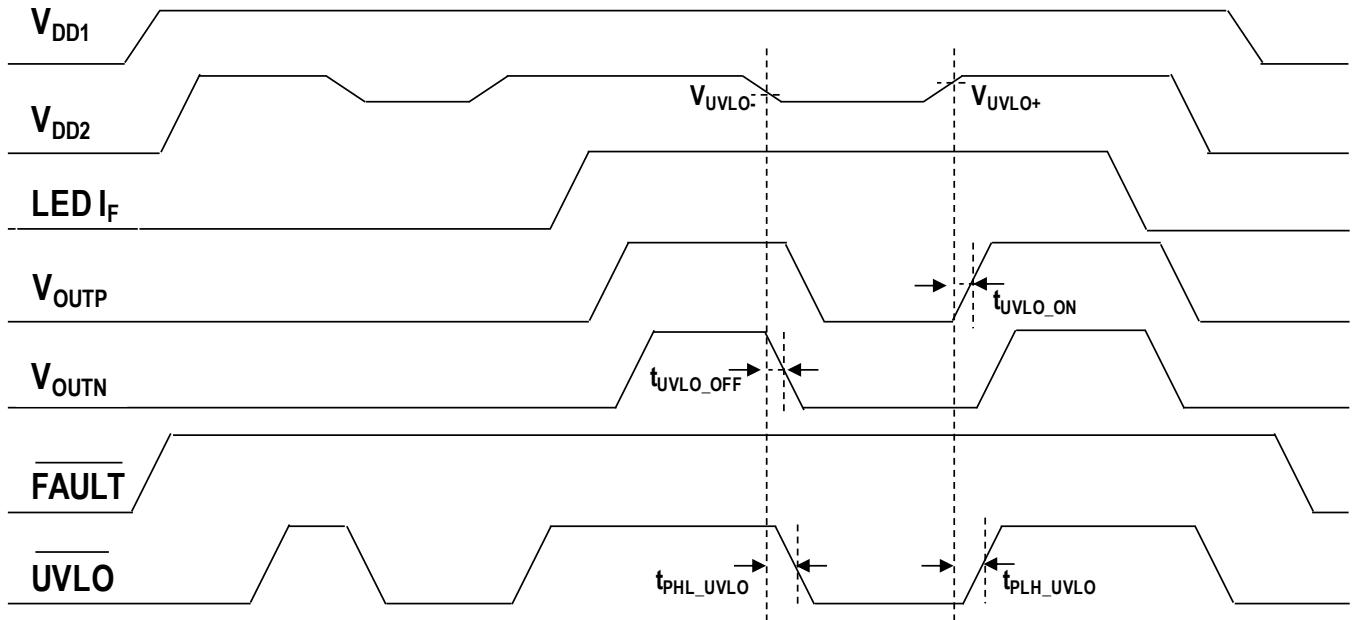 VDD1
VUVLO-
VUVLO+
VDD2
LED IF
VOUTP
tUVLO_ON
VOUTN
tUVLO_OFF
FAULT
UVLO
tPHL_UVLO
tPLH_UVLO